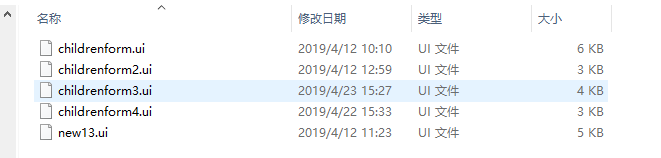 名称 修改日期 类型 大小
childrenform.ui 2019/4/12 10:10 UI 文件 6 KB
childrenform2.ui 2019/4/12 12:59 UI 文件 3 KB
childrenform3.ui 2019/4/23 15:27 UI 文件 4 KB
childrenform4.ui 2019/4/22 15:33 UI 文件 3 KB
new13.ui 2019/4/12 11:23 UI 文件 5 KB